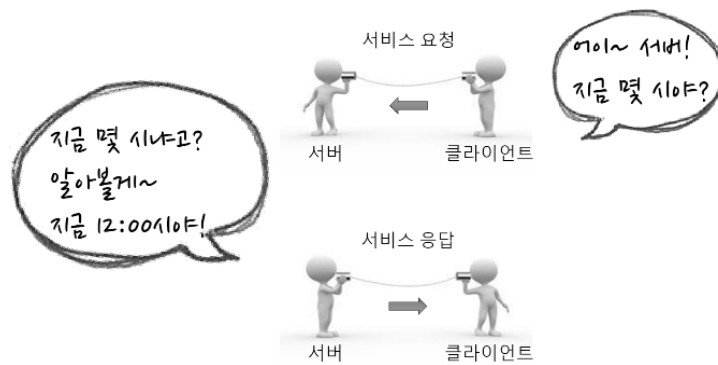 서비스 요청
어이~ 서버!
지금 몇 시야?
지금 몇 시냐고?
알아볼게~
지금 12:00시야!
서버
클라이언트
서비스 응답
서버
클라이언트